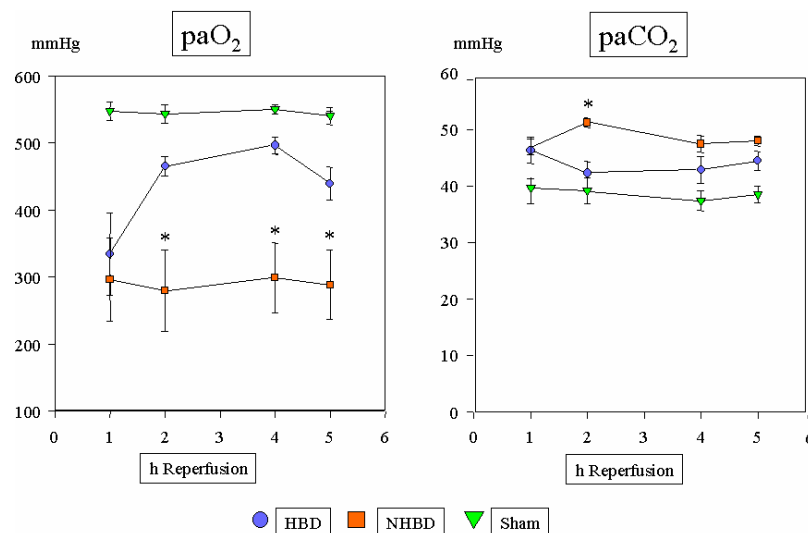 paO₂
paCO₂
mmHg
mmHg
600
500
400
300
200
100
0 1 2 3 4 5 6
* * *
h Reperfusion
60
50
40
30
20
10
0
0 1 2 3 4 5 6
*
h Reperfusion
HBD NHBD Sham